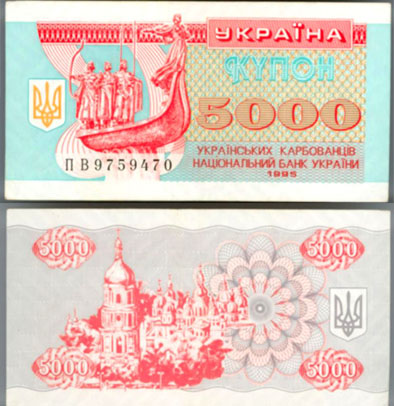 УКРАЇНА
КУПОН
5000
ПВ9759470
УКРАЇНСЬКИХ КАРБОВАНЦІВ
НАЦІОНАЛЬНИЙ БАНК УКРАЇНИ
1995
5000 5000
5000 5000